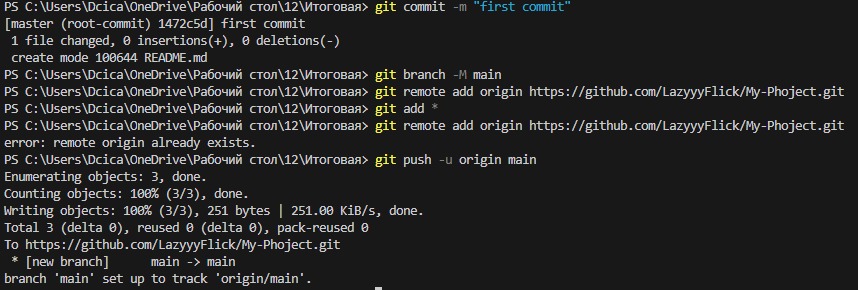 PS C:\Users\Dcica\OneDrive\Рабочий стол\12\Итоговая> git commit -m "first commit"
[master (root-commit) 1472c5d] first commit
 1 file changed, 0 insertions(+), 0 deletions(-)
 create mode 100644 README.md
PS C:\Users\Dcica\OneDrive\Рабочий стол\12\Итоговая> git branch -M main
PS C:\Users\Dcica\OneDrive\Рабочий стол\12\Итоговая> git remote add origin https://github.com/LazyyyFlick/My-Phoject.git
PS C:\Users\Dcica\OneDrive\Рабочий стол\12\Итоговая> git add *
PS C:\Users\Dcica\OneDrive\Рабочий стол\12\Итоговая> git remote add origin https://github.com/LazyyyFlick/My-Phoject.git
error: remote origin already exists.
PS C:\Users\Dcica\OneDrive\Рабочий стол\12\Итоговая> git push -u origin main
Enumerating objects: 3, done.
Counting objects: 100% (3/3), done.
Writing objects: 100% (3/3), 251 bytes | 251.00 KiB/s, done.
Total 3 (delta 0), reused 0 (delta 0), pack-reused 0
To https://github.com/LazyyyFlick/My-Phoject.git
 * [new branch]      main -> main
branch 'main' set up to track 'origin/main'.